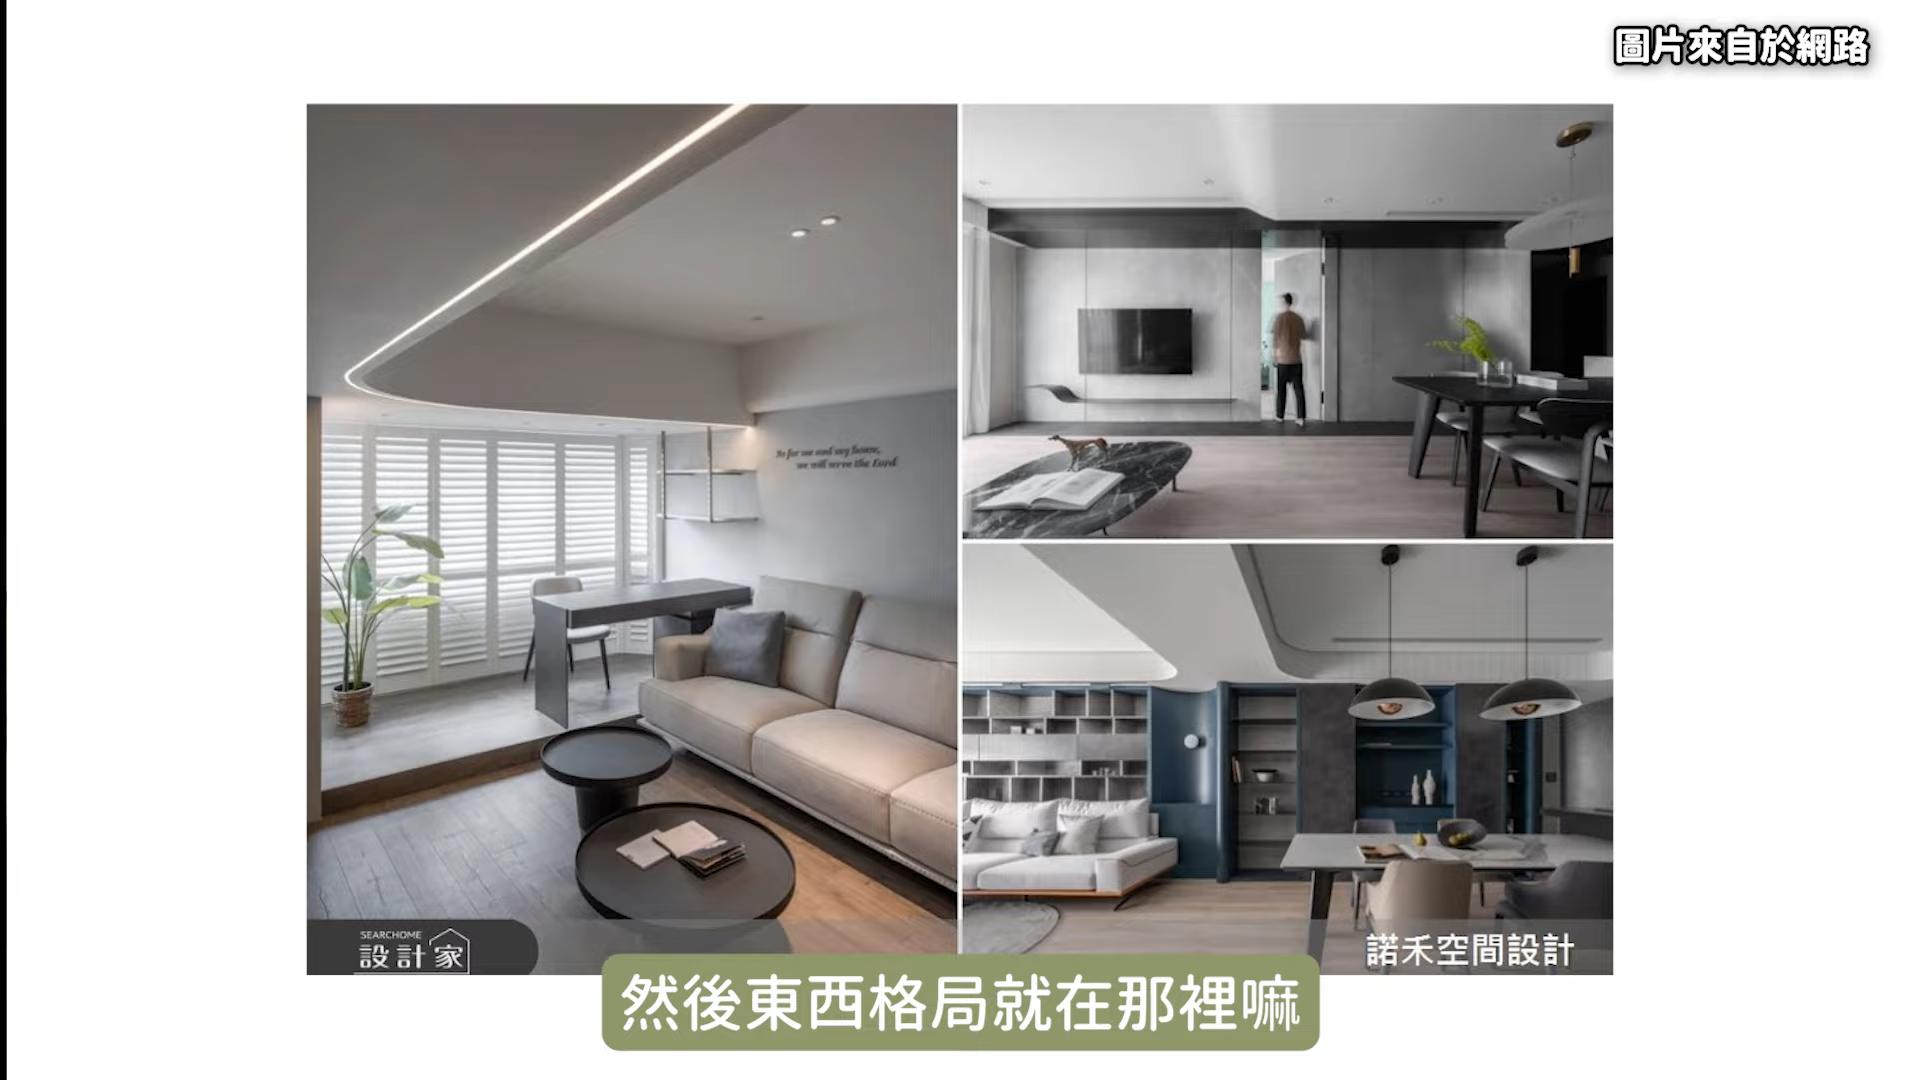 圖片來自於網路
As for me and my house,
we will serve the Lord.
SEARCHOME
設計家
諾禾空間設計
然後東西格局就在那裡嘛